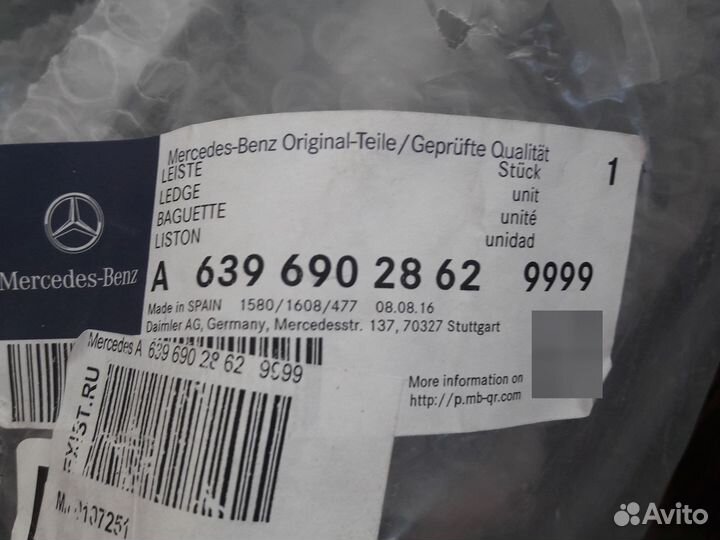 Mercedes-Benz Original-Teile/Geprüfte Qualität
LEISTE Stück 1
LEDGE unit
BAGUETTE unité
LISTON unidad
Mercedes-Benz
A 639 690 28 62 9999
Made in SPAIN 1580/1608/477 08.08.16
Daimler AG, Germany, Mercedesstr. 137, 70327 Stuttgart
Mercedes A 639 690 28 62 9999
More information on
http://p.mb-qr.com
EXIST.RU
Avito